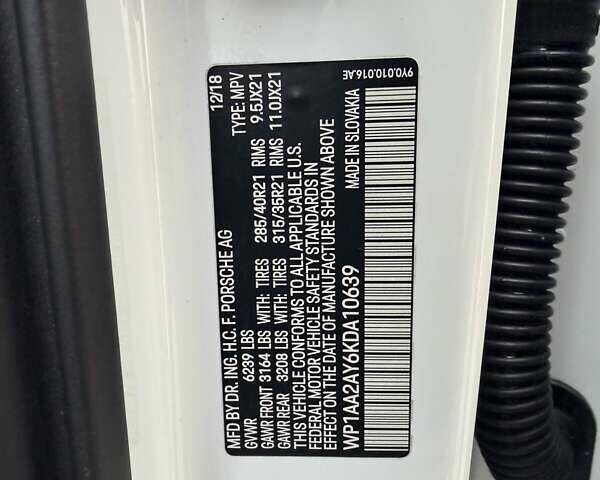 9Y0.010.016.AE
MFD BY DR. ING. H.C. F. PORSCHE AG 12/18
GVWR 6239 LBS TYPE: MPV
GAWR FRONT 3164 LBS WITH: TIRES 285/40R21 RIMS 9.5JX21
GAWR REAR 3208 LBS WITH: TIRES 315/35R21 RIMS 11.0JX21
THIS VEHICLE CONFORMS TO ALL APPLICABLE U.S.
FEDERAL MOTOR VEHICLE SAFETY STANDARDS IN
EFFECT ON THE DATE OF MANUFACTURE SHOWN ABOVE
WP1AA2AY6KDA10639 MADE IN SLOVAKIA